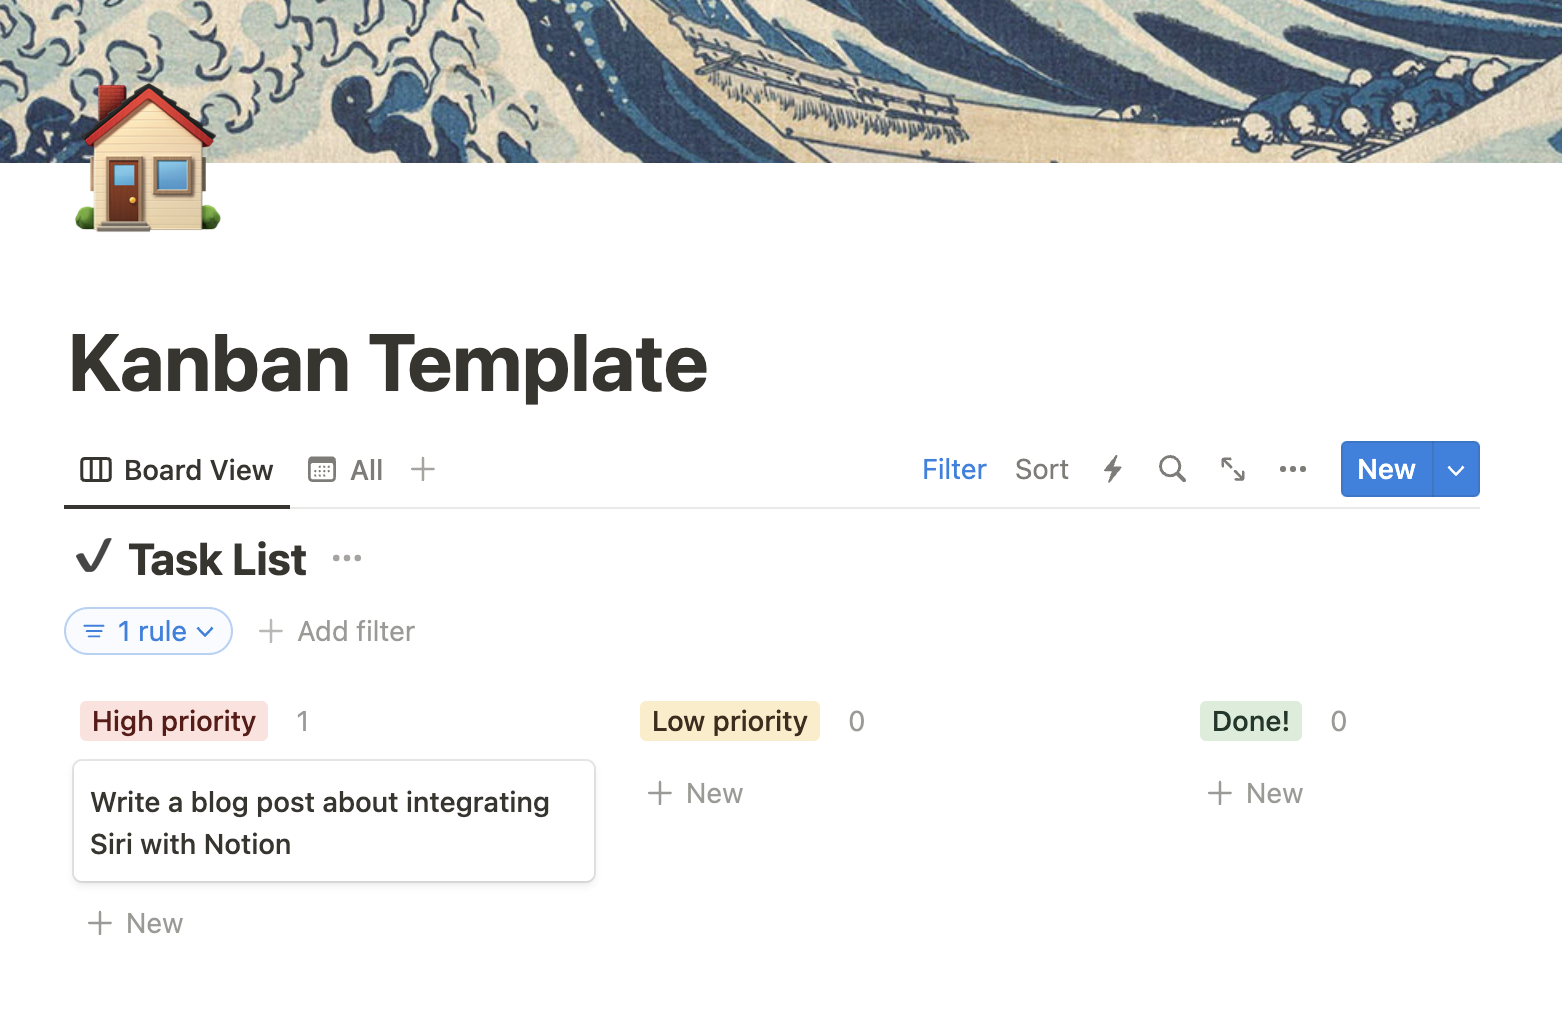 Kanban Template
Board View All
Filter Sort New
Task List
1 rule Add filter
High priority 1 Low priority 0 Done! 0
Write a blog post about integrating
Siri with Notion
New New
New